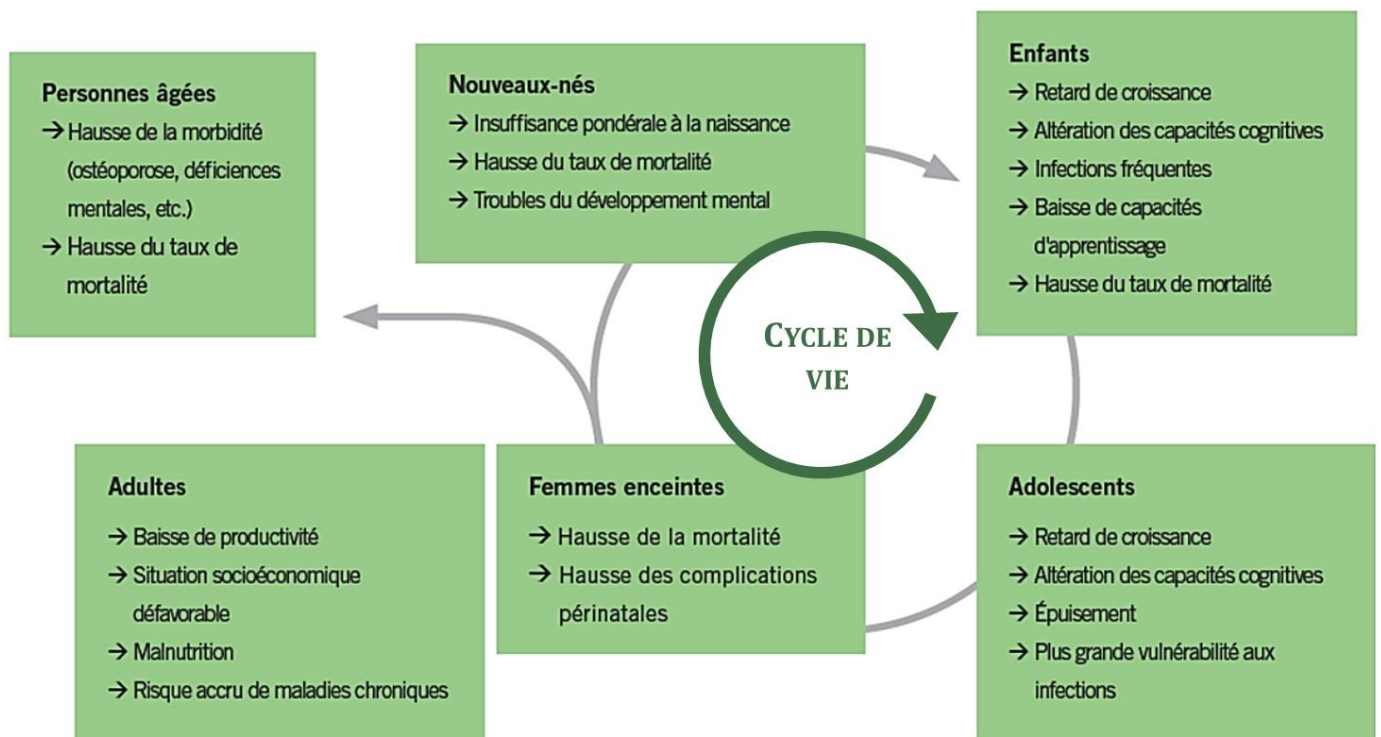 Personnes âgées
→ Hausse de la morbidité
(ostéoporose, déficiences
mentales, etc.)
→ Hausse du taux de
mortalité
Nouveaux-nés
→ Insuffisance pondérale à la naissance
→ Hausse du taux de mortalité
→ Troubles du développement mental
Enfants
→ Retard de croissance
→ Altération des capacités cognitives
→ Infections fréquentes
→ Baisse de capacités
d'apprentissage
→ Hausse du taux de mortalité
CYCLE DE
VIE
Adultes
→ Baisse de productivité
→ Situation socioéconomique
défavorable
→ Malnutrition
→ Risque accru de maladies chroniques
Femmes enceintes
→ Hausse de la mortalité
→ Hausse des complications
périnatales
Adolescents
→ Retard de croissance
→ Altération des capacités cognitives
→ Épuisement
→ Plus grande vulnérabilité aux
infections